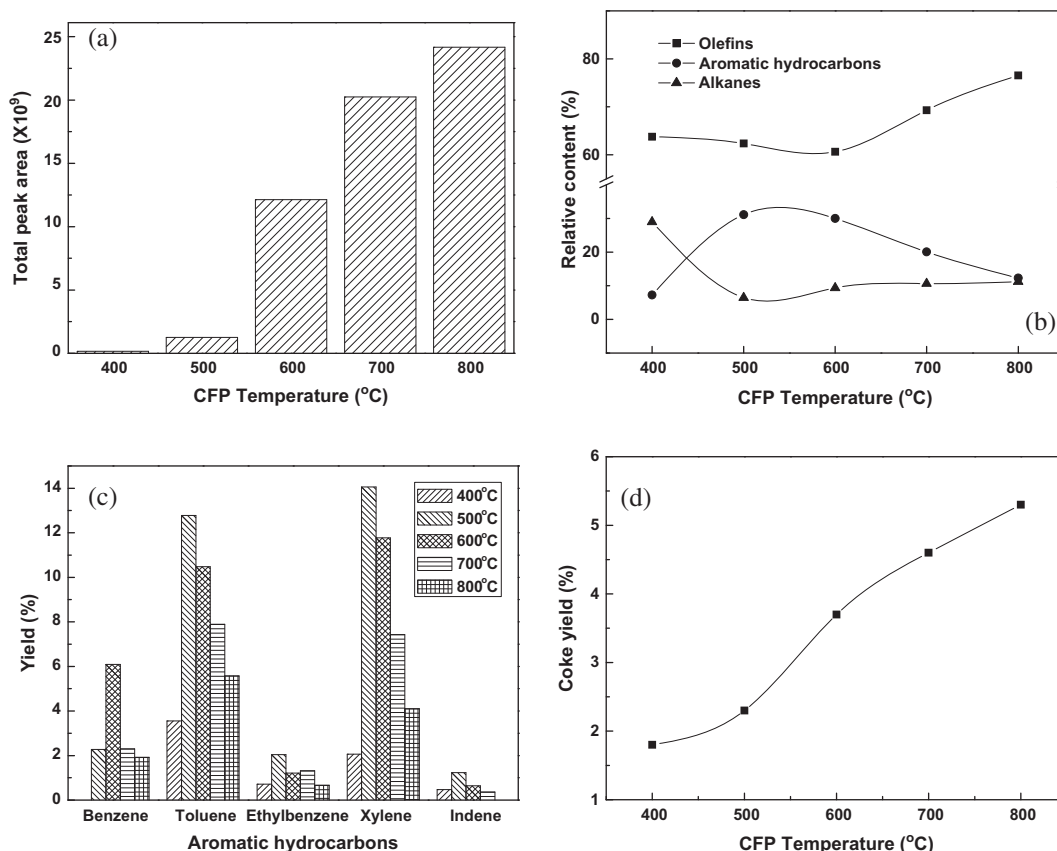 (a)
Total peak area (X10⁹)
25
20
15
10
5
0
400 500 600 700 800
CFP Temperature (°C)
Olefins
Aromatic hydrocarbons
Alkanes
Relative content (%)
80
60
20
0
(b)
400 500 600 700 800
CFP Temperature (°C)
(c)
400°C
500°C
600°C
700°C
800°C
Yield (%)
14
12
10
8
6
4
2
0
Benzene Toluene Ethylbenzene Xylene Indene
Aromatic hydrocarbons
(d)
Coke yield (%)
6
5
4
3
2
1
400 500 600 700 800
CFP Temperature (°C)